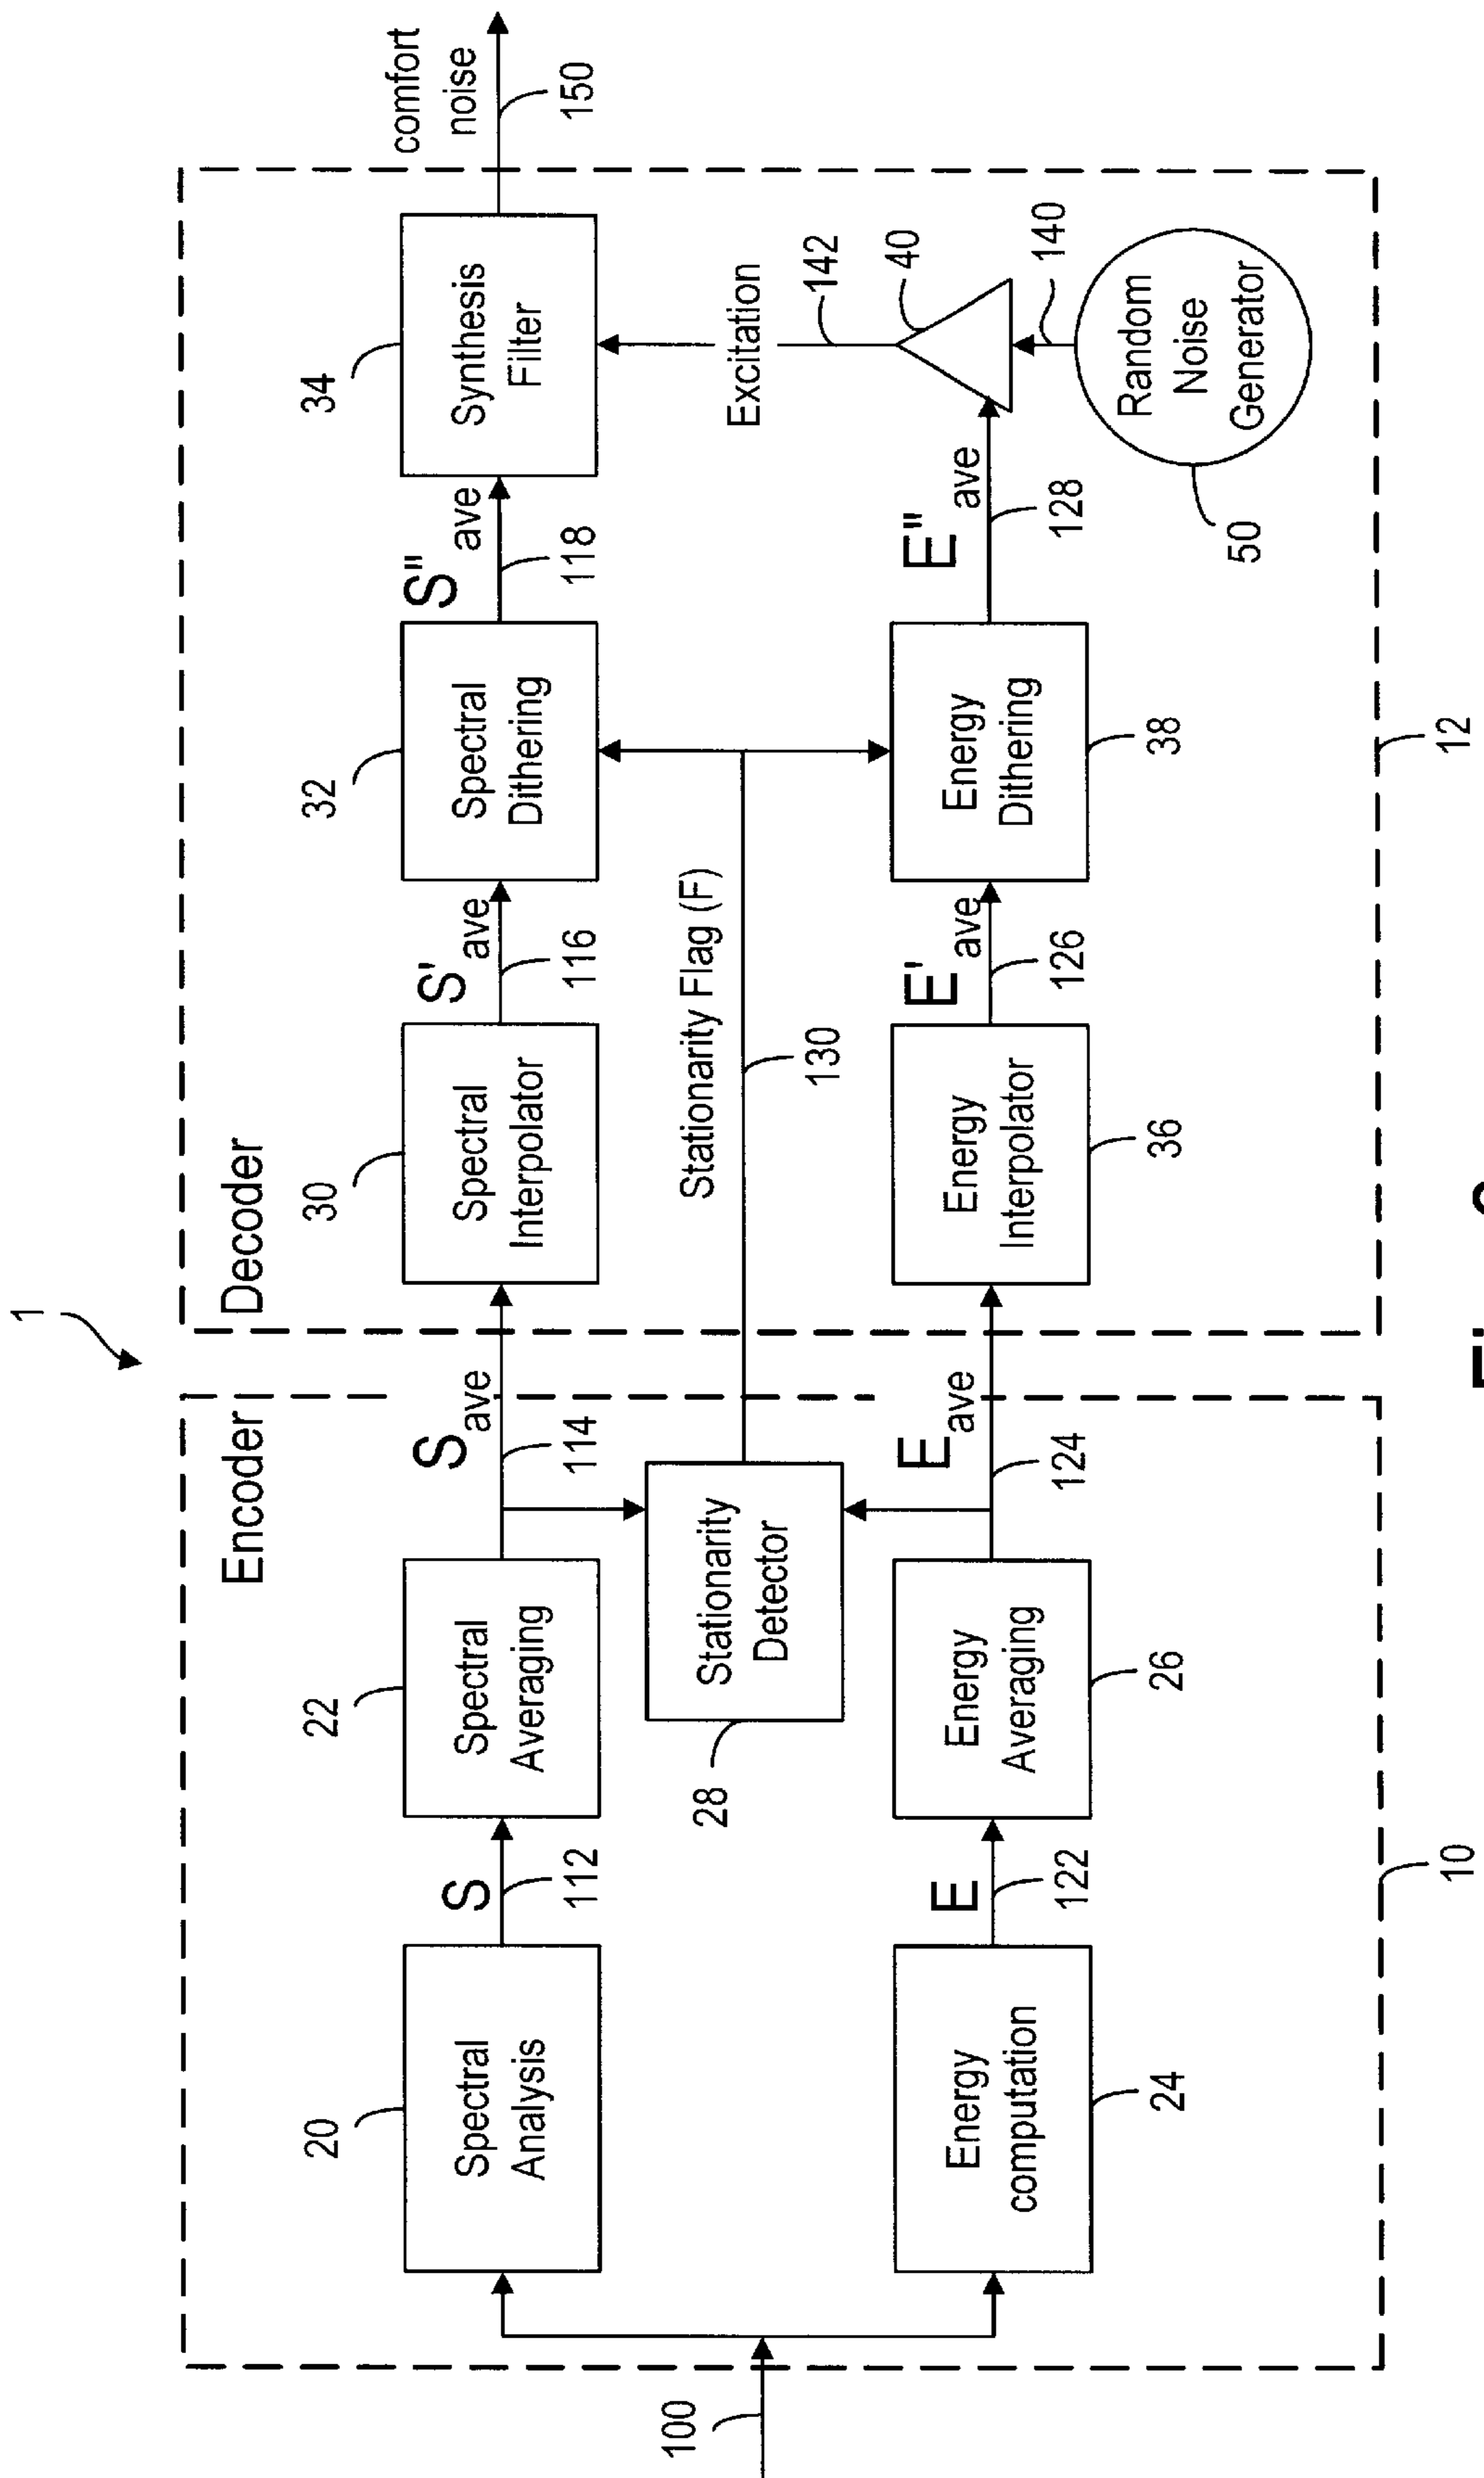 1
Encoder
Decoder
100
20
Spectral
Analysis
S
112
22
Spectral
Averaging
S ave
114
30
Spectral
Interpolator
S' ave
116
32
Spectral
Dithering
S" ave
118
34
Synthesis
Filter
comfort
noise
150
28
Stationarity
Detector
Stationarity Flag (F)
130
Excitation
142
40
140
Energy
computation
24
E
122
Energy
Averaging
26
E ave
124
Energy
Interpolator
36
E' ave
126
Energy
Dithering
38
E" ave
128
Random
Noise
Generator
50
10
12